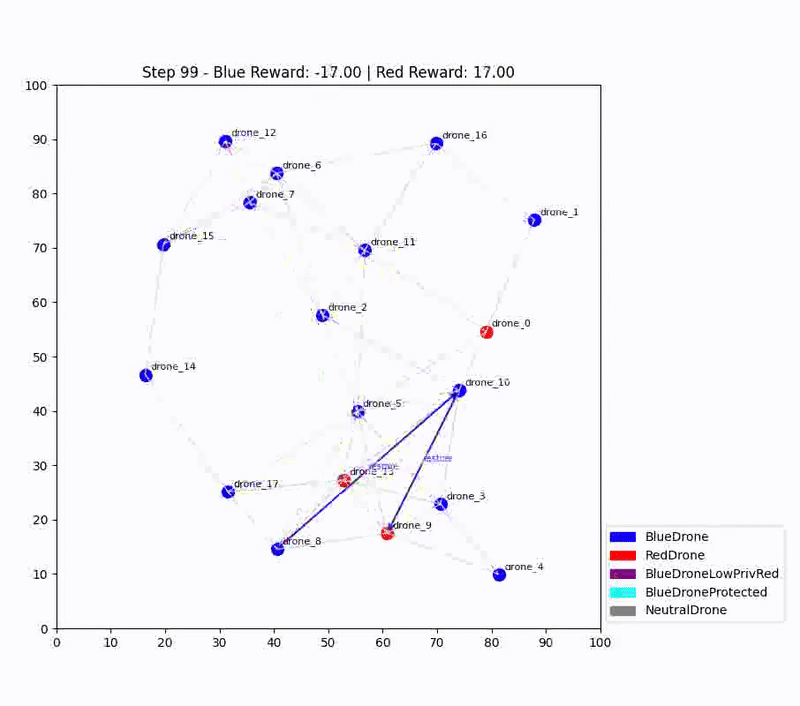 Step 99 - Blue Reward: -17.00 | Red Reward: 17.00
100
90
80
70
60
50
40
30
20
10
0
0 10 20 30 40 50 60 70 80 90 100
drone_12
drone_16
drone_6
drone_7
drone_1
drone_15
drone_11
drone_2
drone_0
drone_14
drone_10
drone_5
drone_17
drone_3
drone_9
drone_8
drone_4
BlueDrone
RedDrone
BlueDroneLowPrivRed
BlueDroneProtected
NeutralDrone